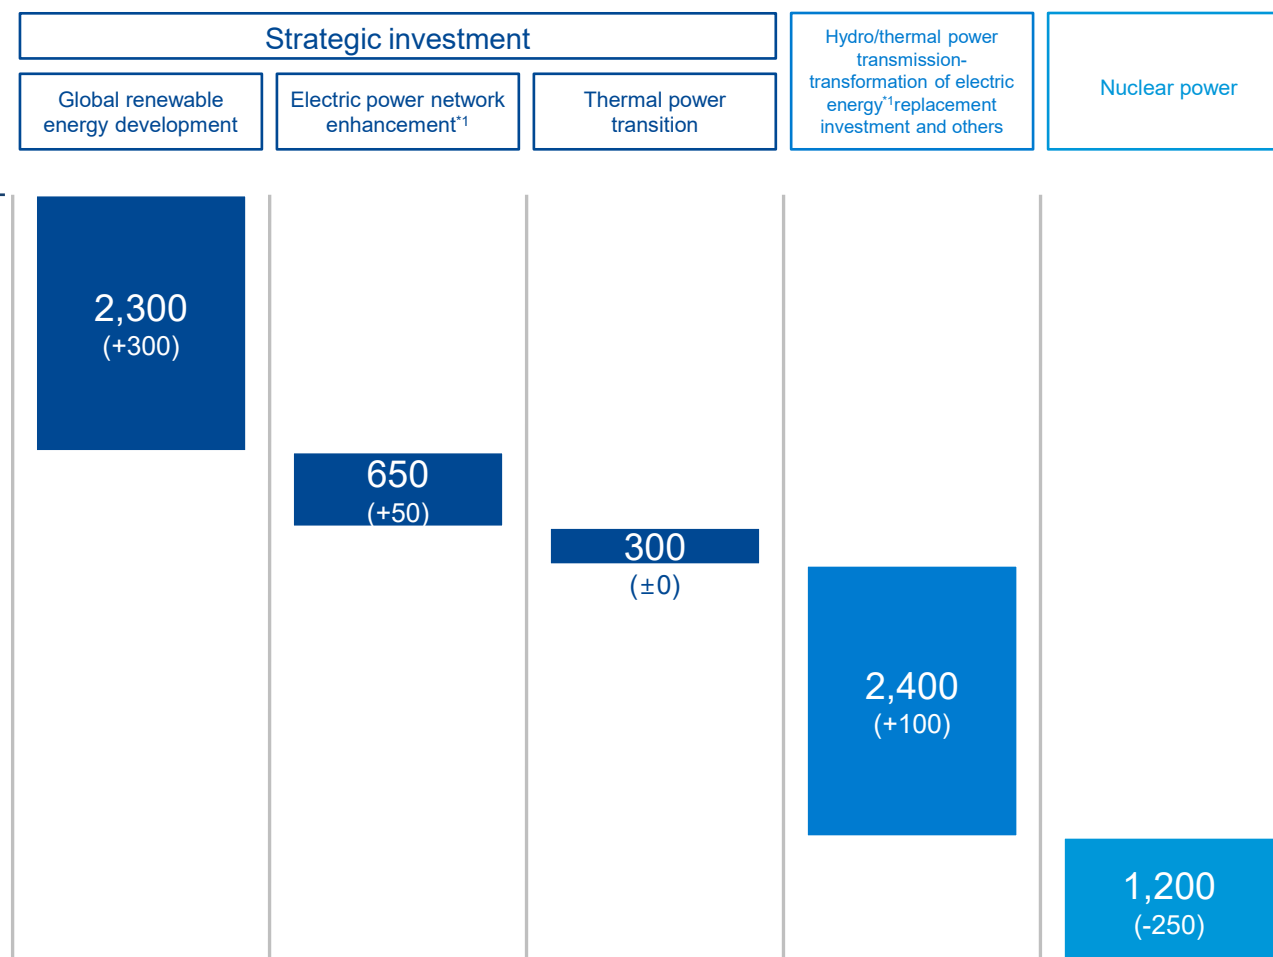 Strategic investment
Global renewable
energy development
Electric power network
enhancement*1
Thermal power
transition
Hydro/thermal power
transmission-
transformation of electric
energy*1replacement
investment and others
Nuclear power
2,300
(+300)
650
(+50)
300
(±0)
2,400
(+100)
1,200
(-250)